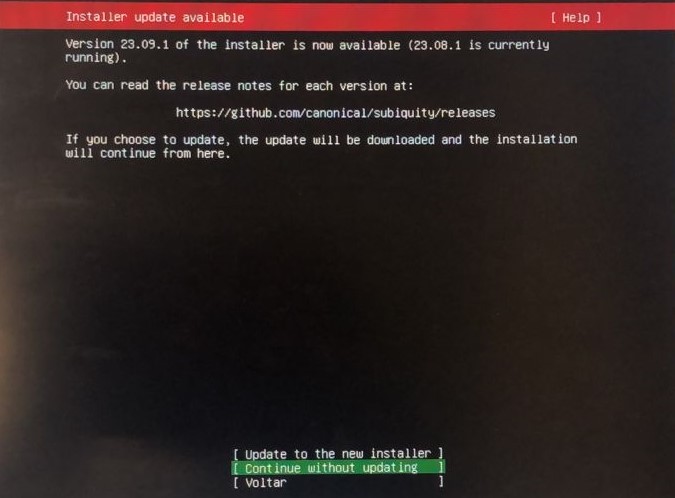 Installer update available [ Help ]
Version 23.09.1 of the installer is now available (23.08.1 is currently
running).
You can read the release notes for each version at:
https://github.com/canonical/subiquity/releases
If you choose to update, the update will be downloaded and the installation
will continue from here.
[ Update to the new installer ]
[ Continue without updating ]
[ Voltar ]